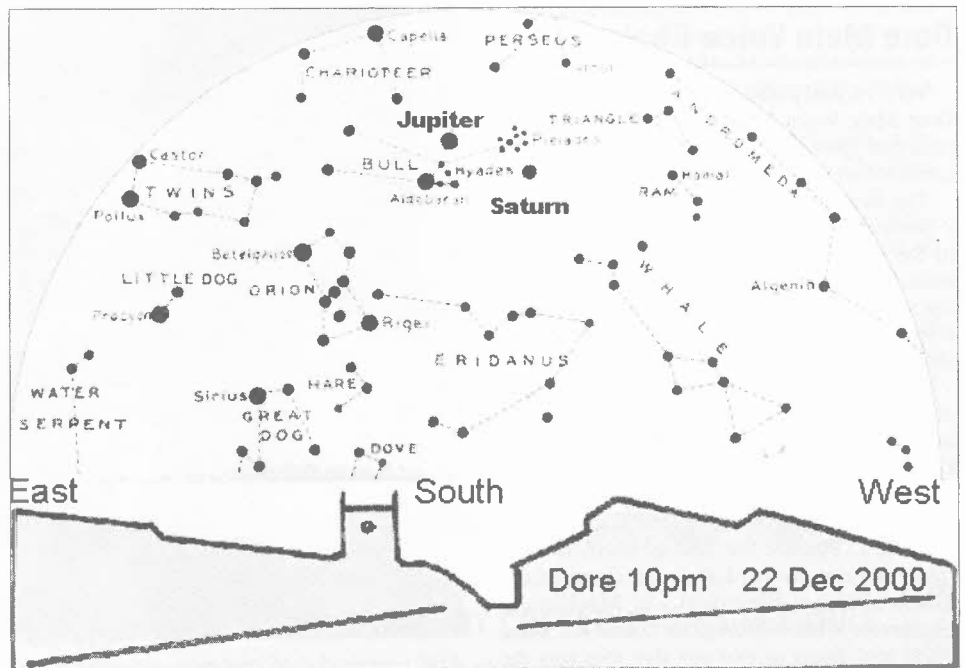 Capella
PERSEUS
CHARIOTEER
ANDROMEDA
TRIANGLE
Jupiter
Pleiades
Castor
BULL
Hyades
TWINS
Hamal
RAM
Aldebaran
Saturn
Pollux
Betelgeuse
WHALE
LITTLE DOG
ORION
Algenib
Procyon
Rigel
ERIDANUS
WATER
SERPENT
Sirius
HARE
GREAT
DOG
DOVE
East
South
West
Dore 10pm 22 Dec 2000